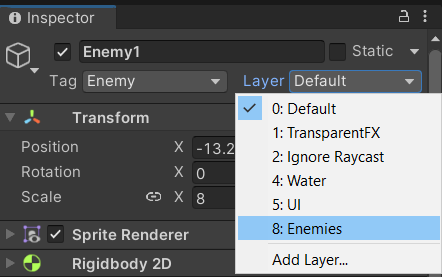 Inspector
Enemy1
Static
Tag Enemy Layer Default
0: Default
1: TransparentFX
2: Ignore Raycast
4: Water
5: UI
8: Enemies
Add Layer...
Transform
Position X -13.2
Rotation X 0
Scale X 8
Sprite Renderer
Rigidbody 2D